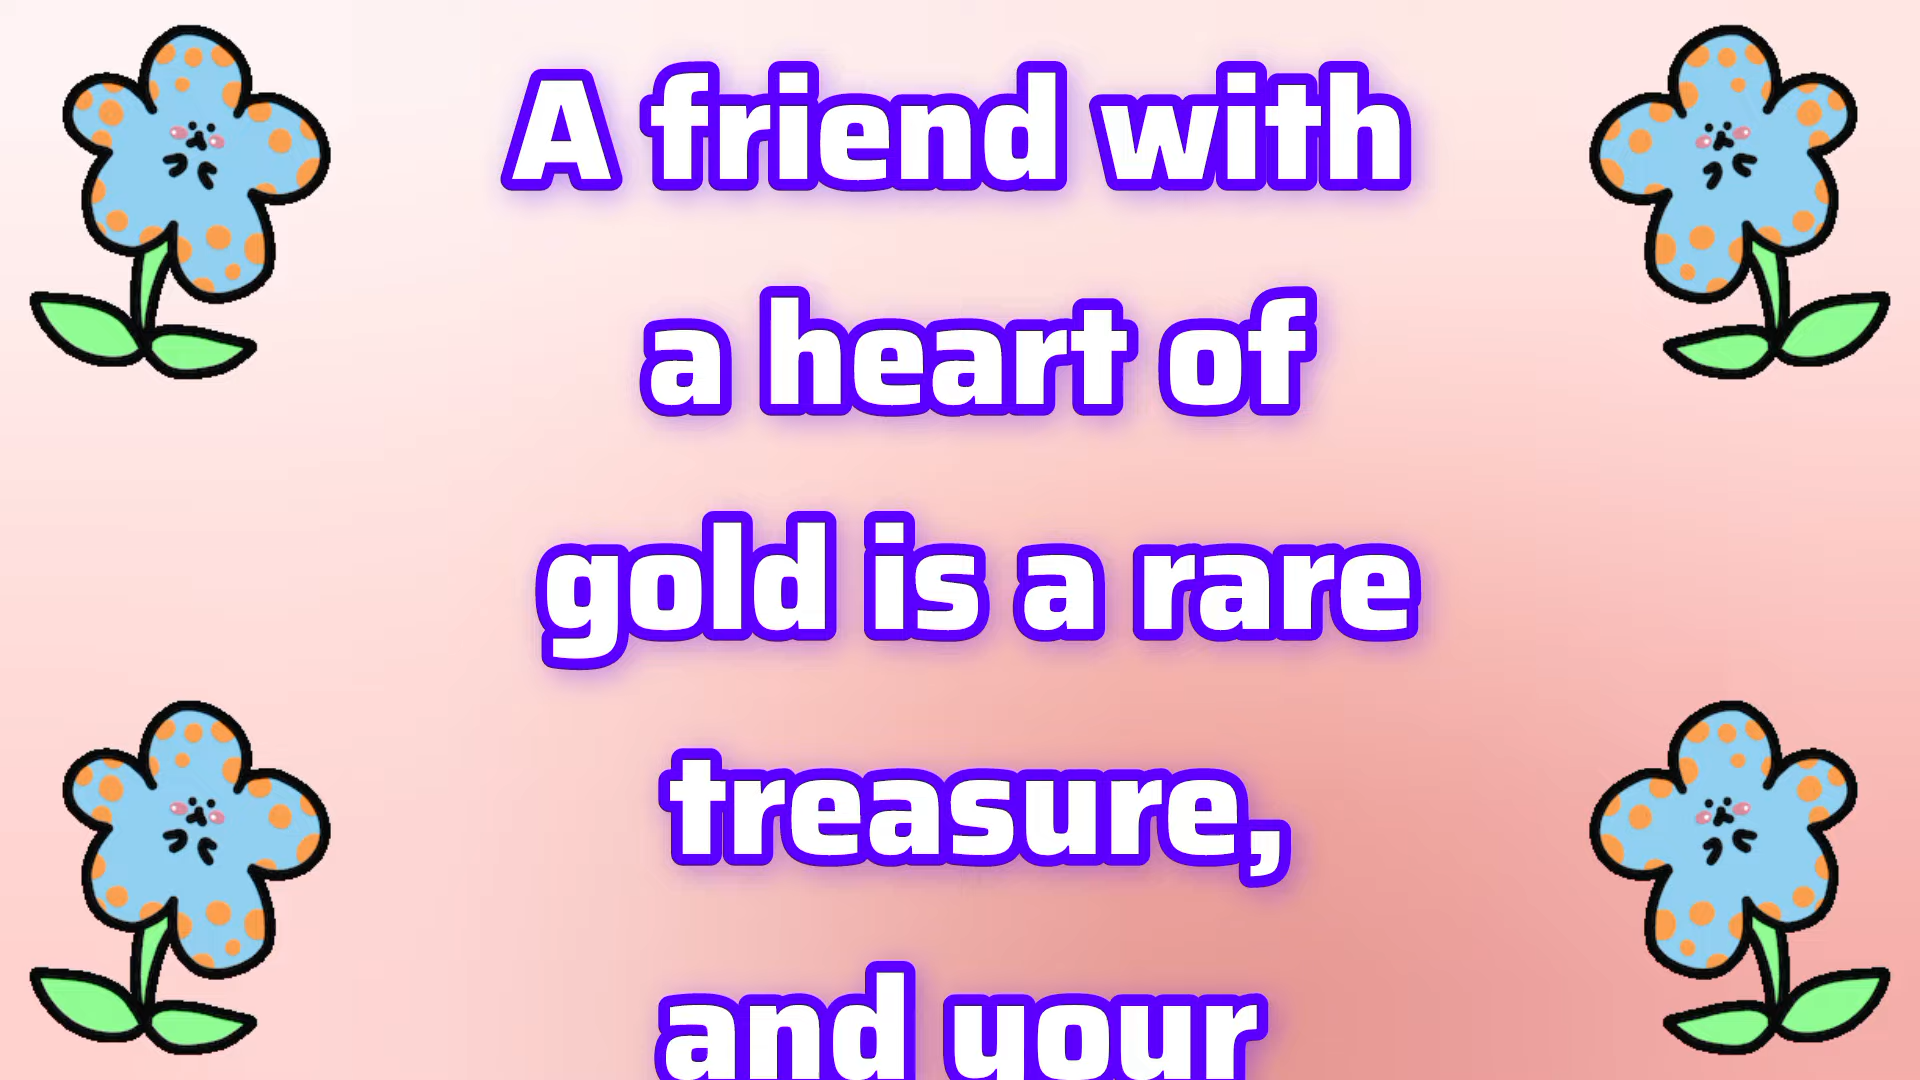 A friend with
a heart of
gold is a rare
treasure,
and your